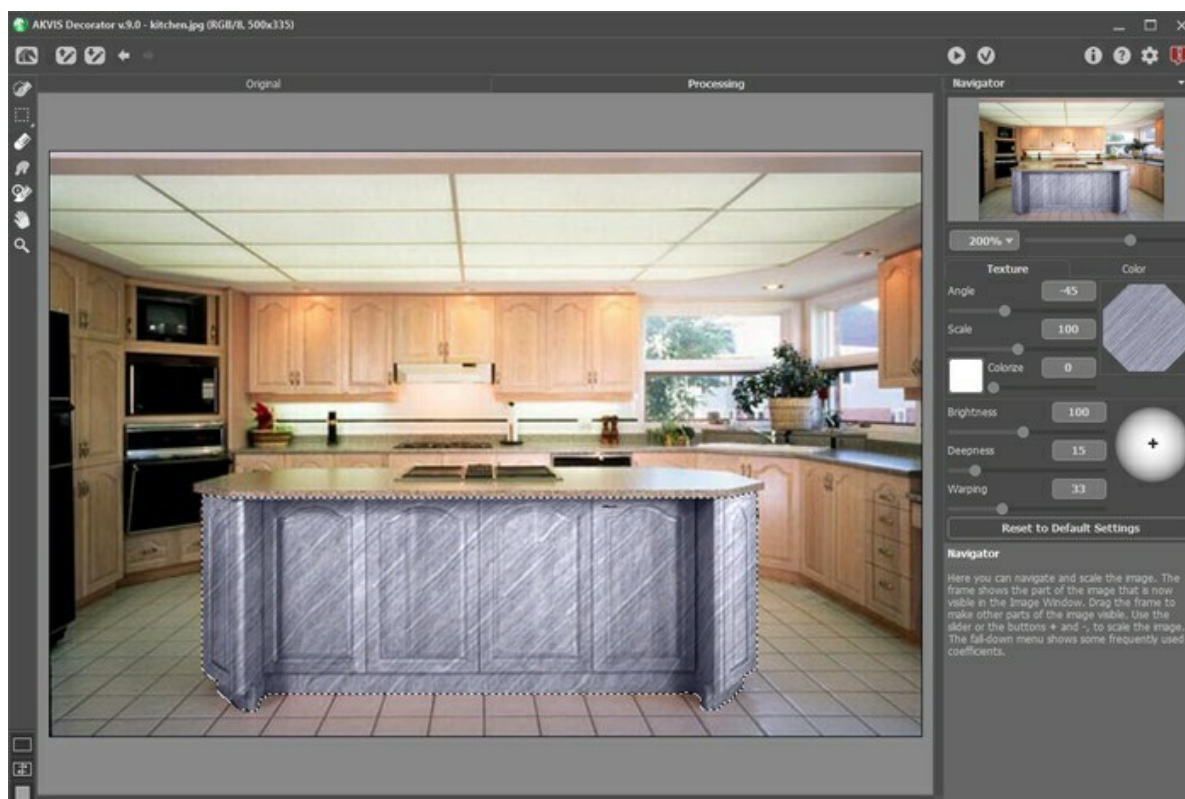 AKVIS Decorator v.9.0 - kitchen.jpg (RGB/8, 500x335)
Original
Processing
Navigator
200%
Texture
Color
Angle
-45
Scale
100
Colorize
0
Brightness
100
Deepness
15
Warping
33
Reset to Default Settings
Navigator
Here you can navigate and scale the image. The
frame shows the part of the image that is now
visible in the Image Window. Drag the frame to
make other parts of the image visible. Use the
slider or the buttons + and -, to scale the image.
The fall-down menu shows some frequently used
coefficients.